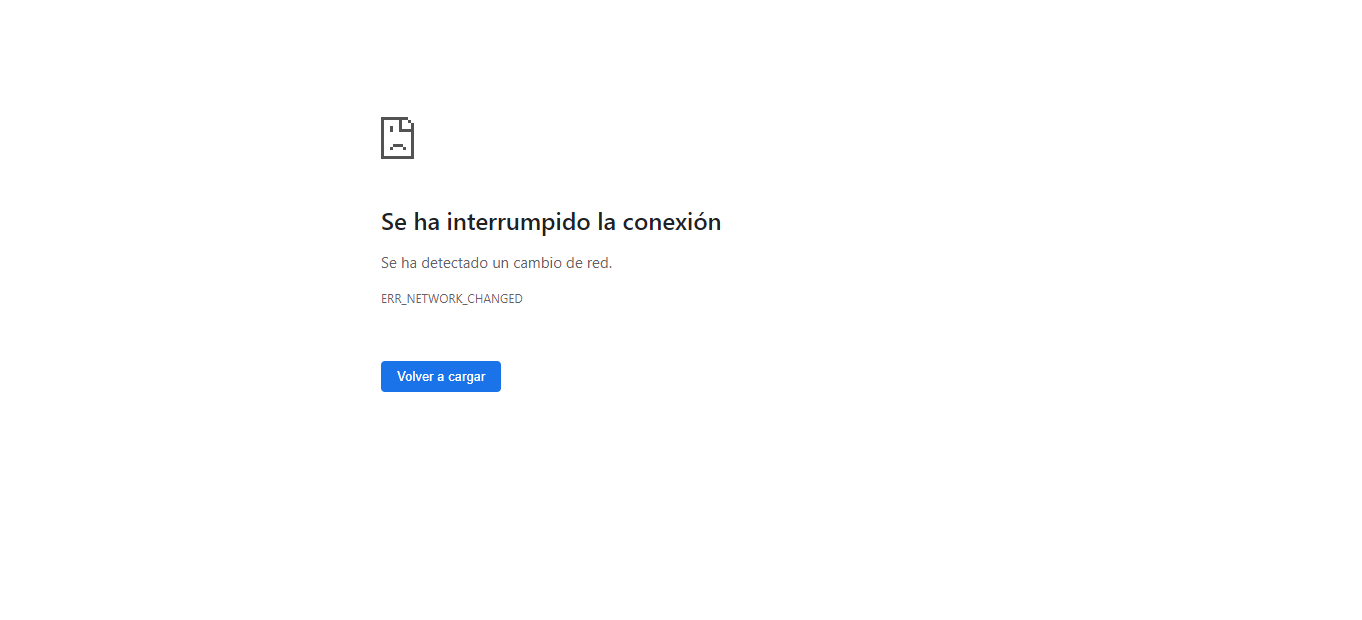 Se ha interrumpido la conexión
Se ha detectado un cambio de red.
ERR_NETWORK_CHANGED
Volver a cargar